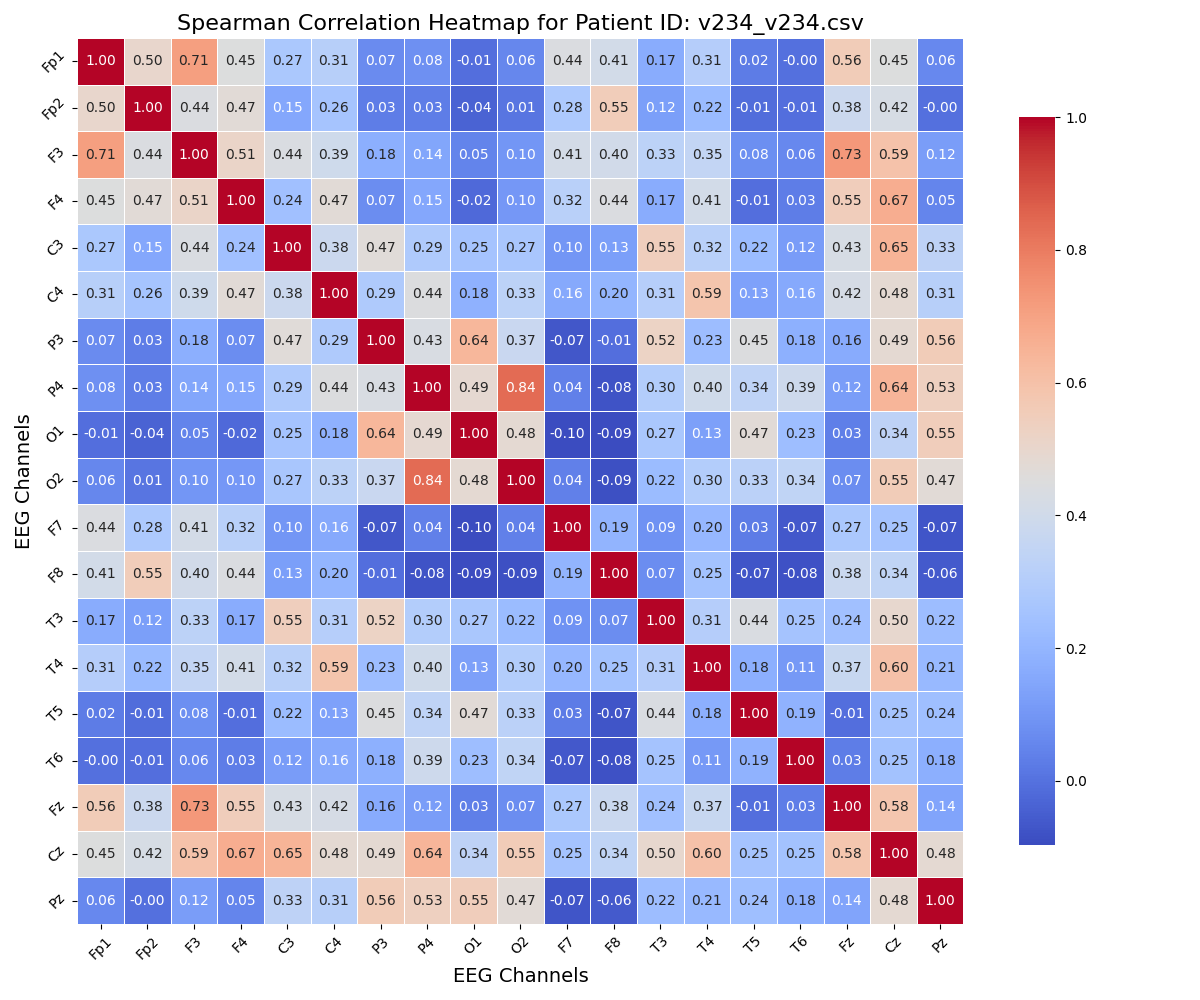 Spearman Correlation Heatmap for Patient ID: v234_v234.csv
Fp1 1.00 0.50 0.71 0.45 0.27 0.31 0.07 0.08 -0.01 0.06 0.44 0.41 0.17 0.31 0.02 -0.00 0.56 0.45 0.06
Fp2 0.50 1.00 0.44 0.47 0.15 0.26 0.03 0.03 -0.04 0.01 0.28 0.55 0.12 0.22 -0.01 -0.01 0.38 0.42 -0.00
F3 0.71 0.44 1.00 0.51 0.44 0.39 0.18 0.14 0.05 0.10 0.41 0.40 0.33 0.35 0.08 0.06 0.73 0.59 0.12
F4 0.45 0.47 0.51 1.00 0.24 0.47 0.07 0.15 -0.02 0.10 0.32 0.44 0.17 0.41 -0.01 0.03 0.55 0.67 0.05
C3 0.27 0.15 0.44 0.24 1.00 0.38 0.47 0.29 0.25 0.27 0.10 0.13 0.55 0.32 0.22 0.12 0.43 0.65 0.33
C4 0.31 0.26 0.39 0.47 0.38 1.00 0.29 0.44 0.18 0.33 0.16 0.20 0.31 0.59 0.13 0.16 0.42 0.48 0.31
P3 0.07 0.03 0.18 0.07 0.47 0.29 1.00 0.43 0.64 0.37 -0.07 -0.01 0.52 0.23 0.45 0.18 0.16 0.49 0.56
P4 0.08 0.03 0.14 0.15 0.29 0.44 0.43 1.00 0.49 0.84 0.04 -0.08 0.30 0.40 0.34 0.39 0.12 0.64 0.53
O1 -0.01 -0.04 0.05 -0.02 0.25 0.18 0.64 0.49 1.00 0.48 -0.10 -0.09 0.27 0.13 0.47 0.23 0.03 0.34 0.55
O2 0.06 0.01 0.10 0.10 0.27 0.33 0.37 0.84 0.48 1.00 0.04 -0.09 0.22 0.30 0.33 0.34 0.07 0.55 0.47
F7 0.44 0.28 0.41 0.32 0.10 0.16 -0.07 0.04 -0.10 0.04 1.00 0.19 0.09 0.20 0.03 -0.07 0.27 0.25 -0.07
F8 0.41 0.55 0.40 0.44 0.13 0.20 -0.01 -0.08 -0.09 -0.09 0.19 1.00 0.07 0.25 -0.07 -0.08 0.38 0.34 -0.06
T3 0.17 0.12 0.33 0.17 0.55 0.31 0.52 0.30 0.27 0.22 0.09 0.07 1.00 0.31 0.44 0.25 0.24 0.50 0.22
T4 0.31 0.22 0.35 0.41 0.32 0.59 0.23 0.40 0.13 0.30 0.20 0.25 0.31 1.00 0.18 0.11 0.37 0.60 0.21
T5 0.02 -0.01 0.08 -0.01 0.22 0.13 0.45 0.34 0.47 0.33 0.03 -0.07 0.44 0.18 1.00 0.19 -0.01 0.25 0.24
T6 -0.00 -0.01 0.06 0.03 0.12 0.16 0.18 0.39 0.23 0.34 -0.07 -0.08 0.25 0.11 0.19 1.00 0.03 0.25 0.18
Fz 0.56 0.38 0.73 0.55 0.43 0.42 0.16 0.12 0.03 0.07 0.27 0.38 0.24 0.37 -0.01 0.03 1.00 0.58 0.14
Cz 0.45 0.42 0.59 0.67 0.65 0.48 0.49 0.64 0.34 0.55 0.25 0.34 0.50 0.60 0.25 0.25 0.58 1.00 0.48
Pz 0.06 -0.00 0.12 0.05 0.33 0.31 0.56 0.53 0.55 0.47 -0.07 -0.06 0.22 0.21 0.24 0.18 0.14 0.48 1.00
Fp1 Fp2 F3 F4 C3 C4 P3 P4 O1 O2 F7 F8 T3 T4 T5 T6 Fz Cz Pz
EEG Channels
EEG Channels
1.0
0.8
0.6
0.4
0.2
0.0